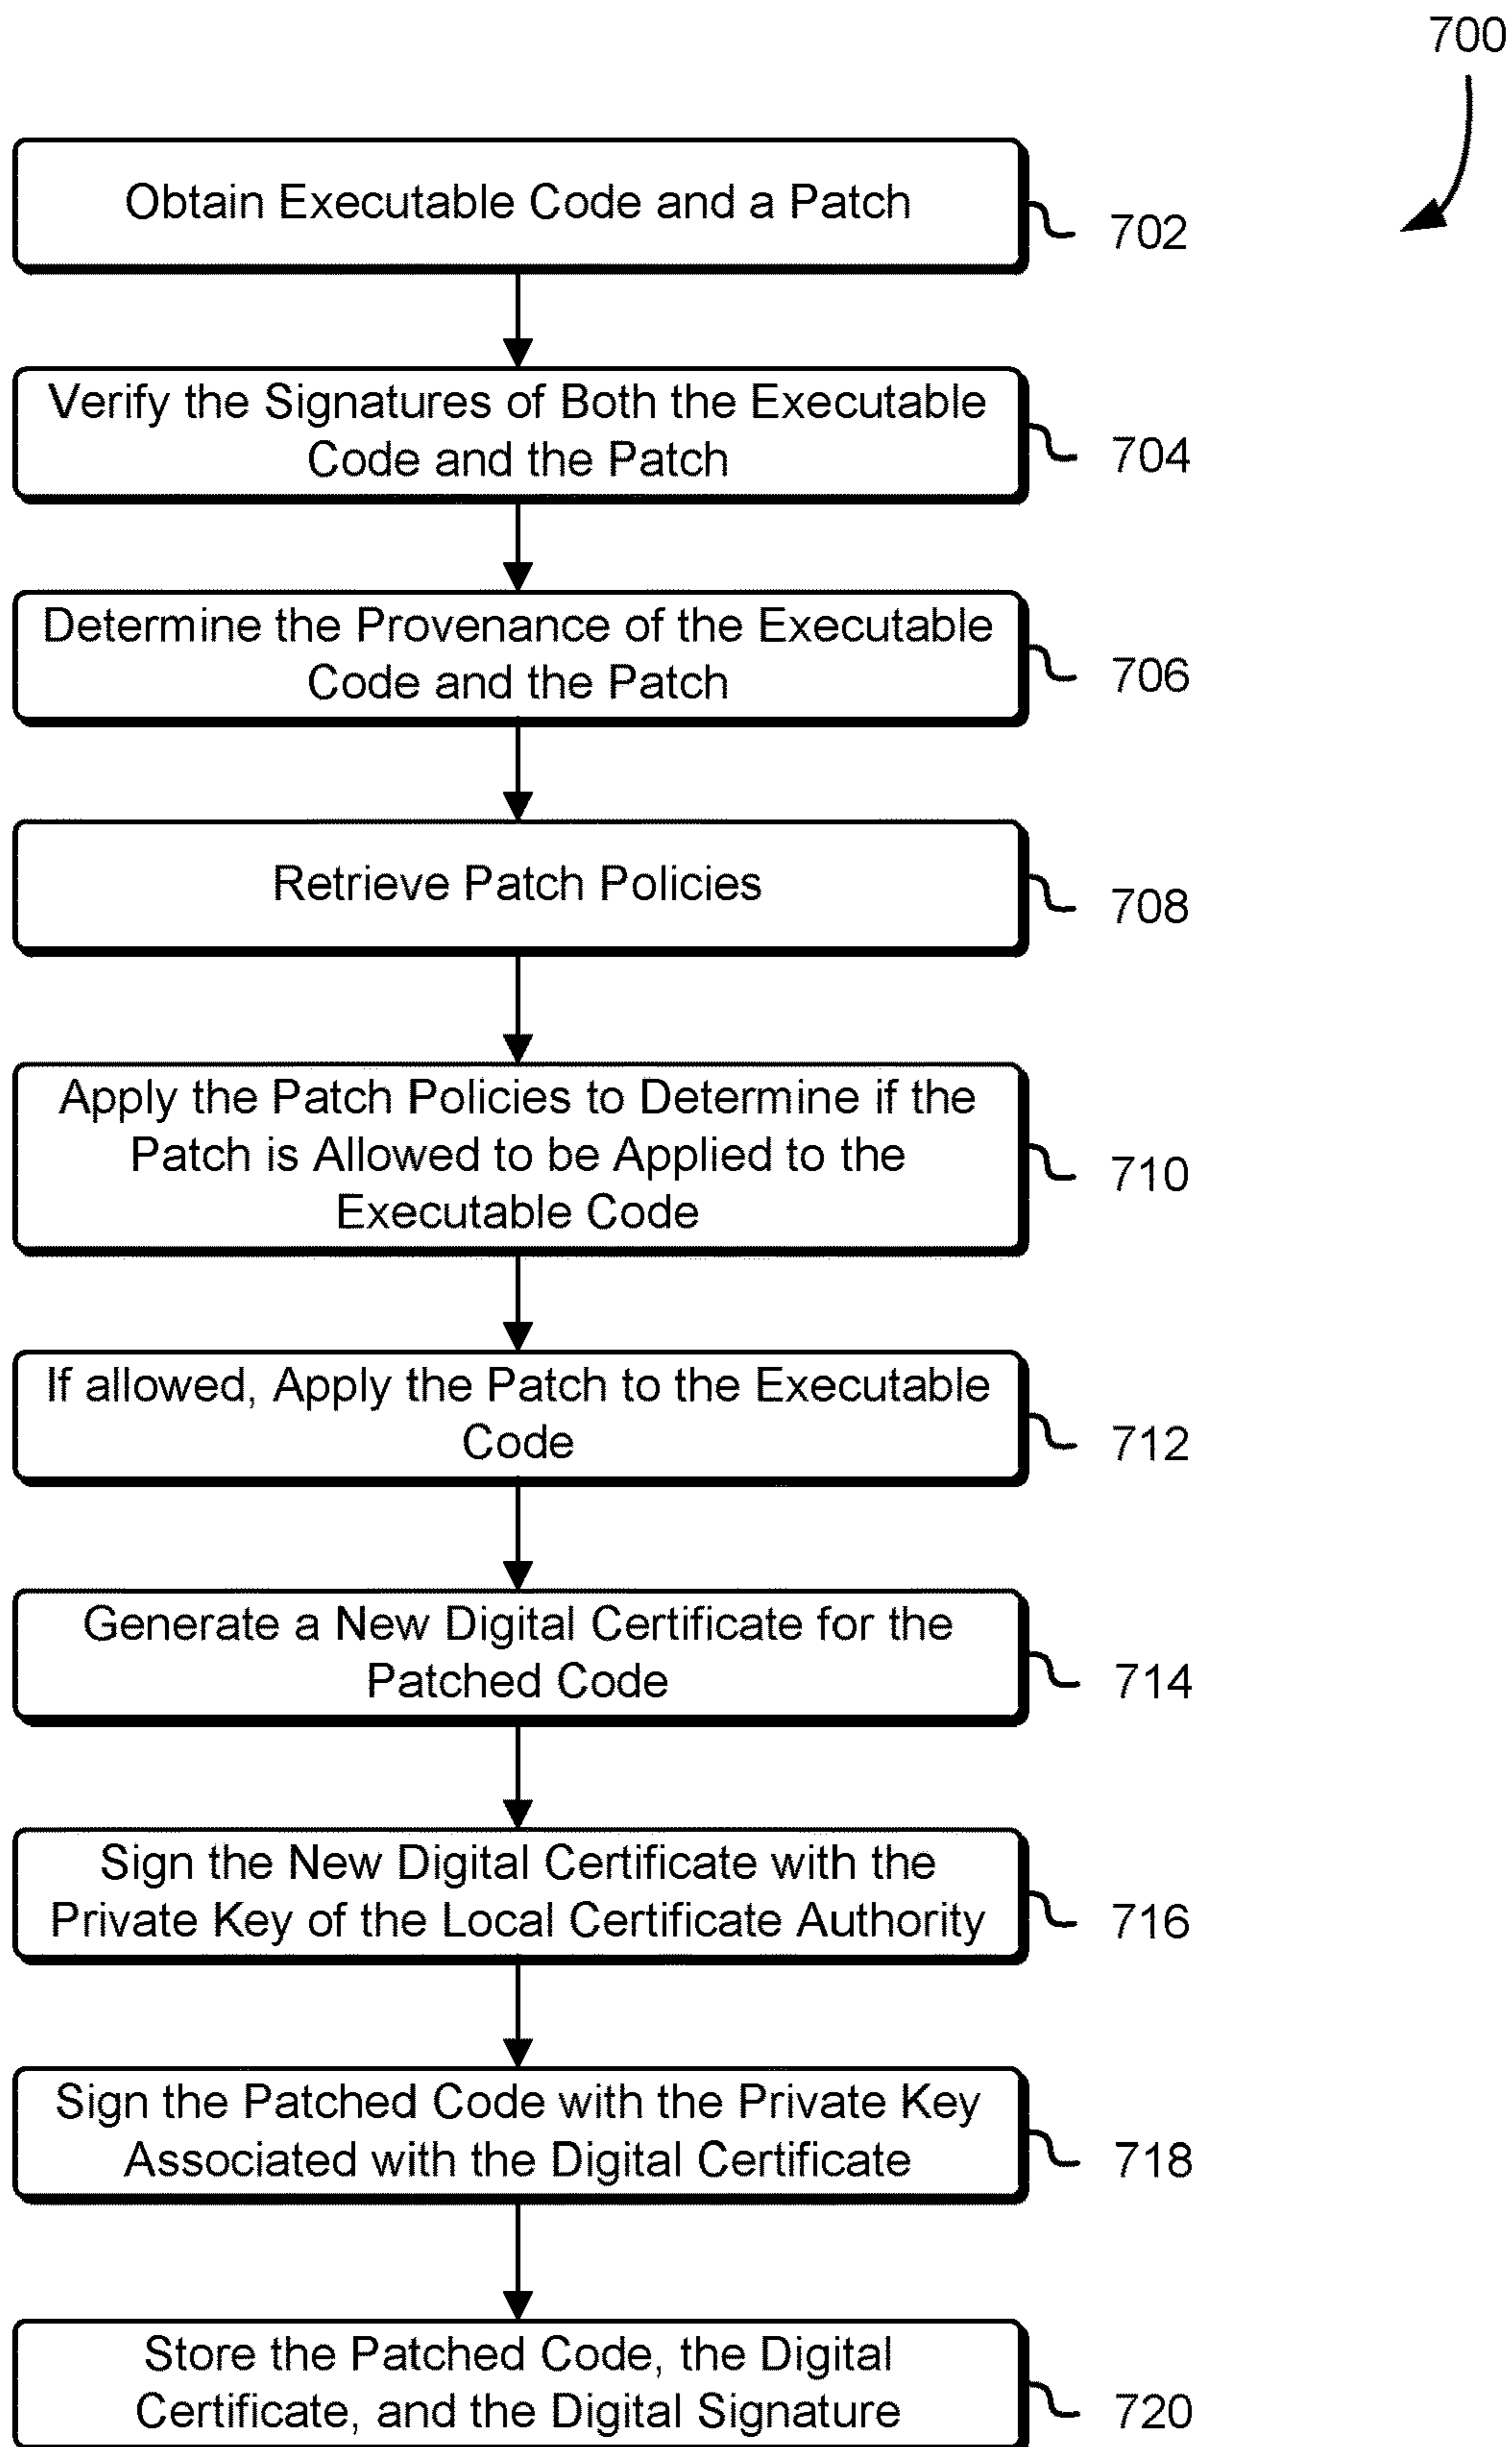 700
Obtain Executable Code and a Patch
702
Verify the Signatures of Both the Executable
Code and the Patch
704
Determine the Provenance of the Executable
Code and the Patch
706
Retrieve Patch Policies
708
Apply the Patch Policies to Determine if the
Patch is Allowed to be Applied to the
Executable Code
710
If allowed, Apply the Patch to the Executable
Code
712
Generate a New Digital Certificate for the
Patched Code
714
Sign the New Digital Certificate with the
Private Key of the Local Certificate Authority
716
Sign the Patched Code with the Private Key
Associated with the Digital Certificate
718
Store the Patched Code, the Digital
Certificate, and the Digital Signature
720